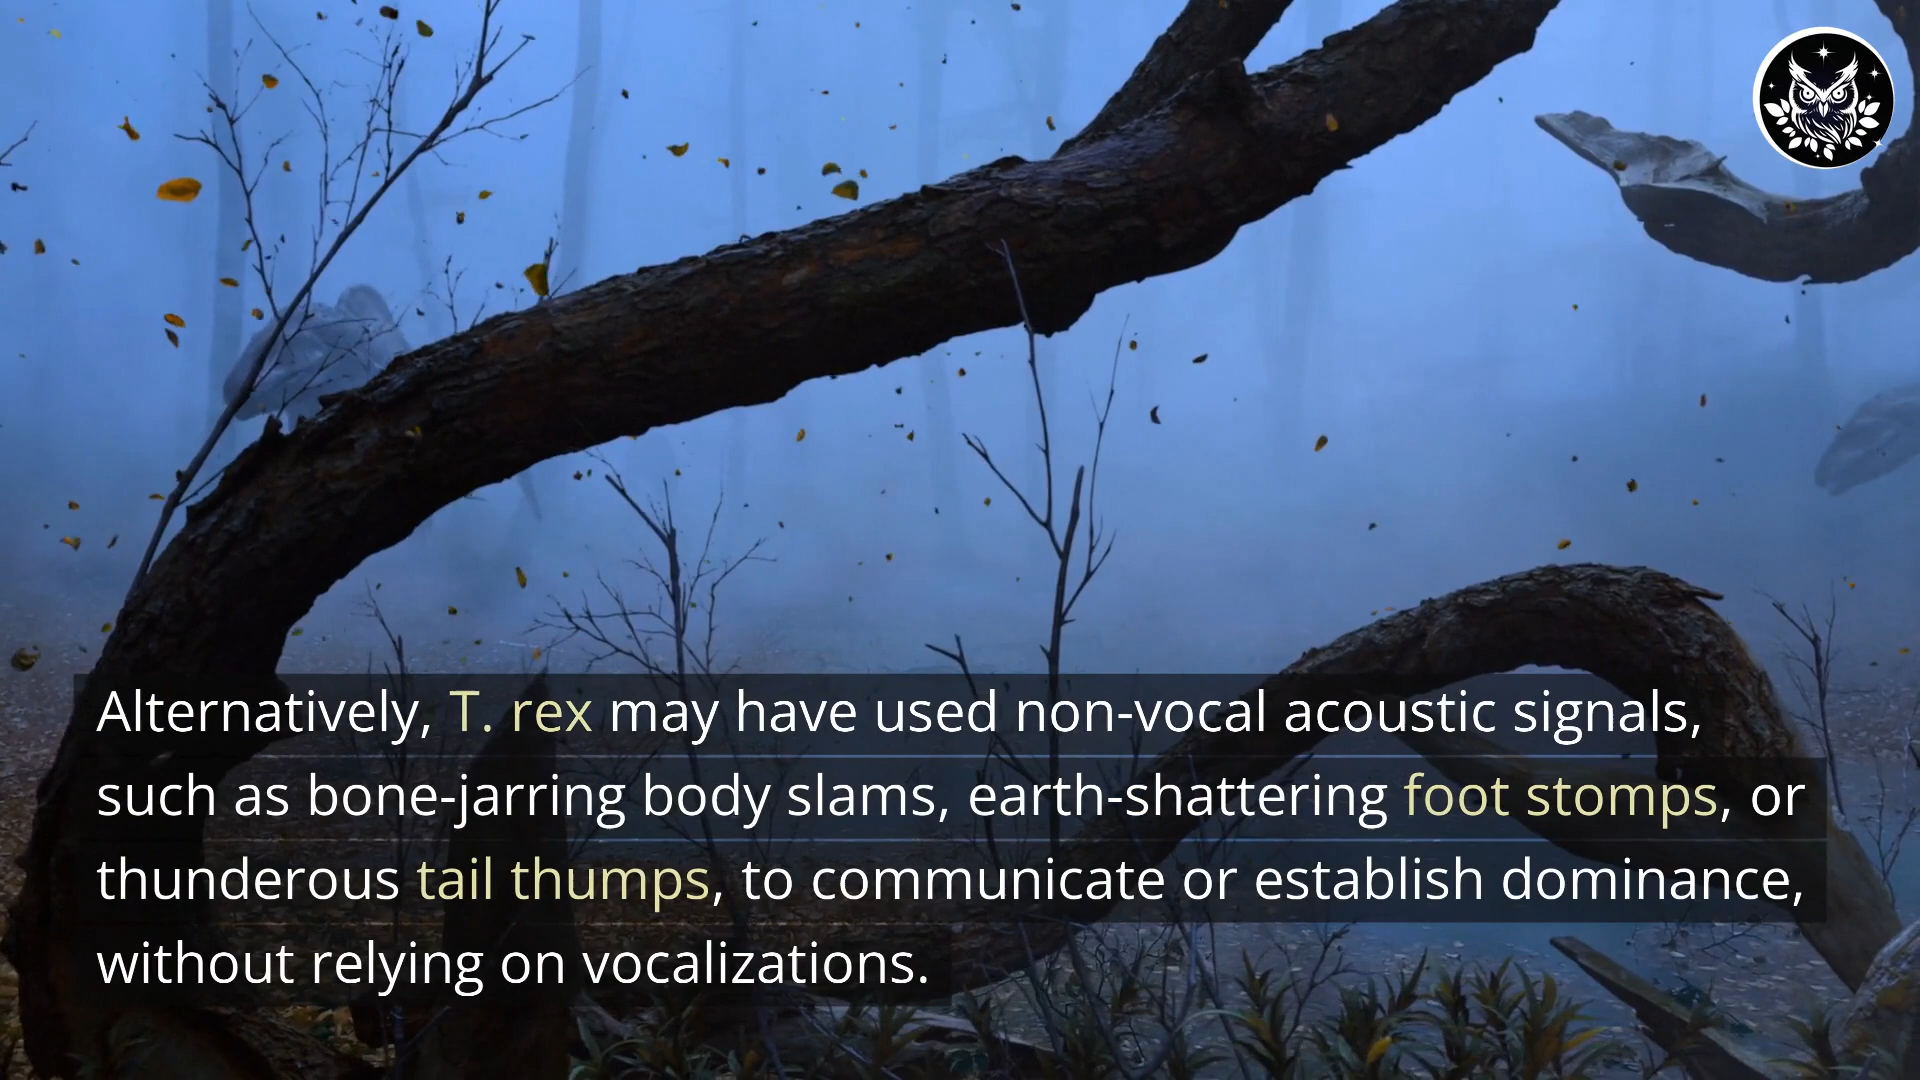 Alternatively, T. rex may have used non-vocal acoustic signals,
such as bone-jarring body slams, earth-shattering foot stomps, or
thunderous tail thumps, to communicate or establish dominance,
without relying on vocalizations.